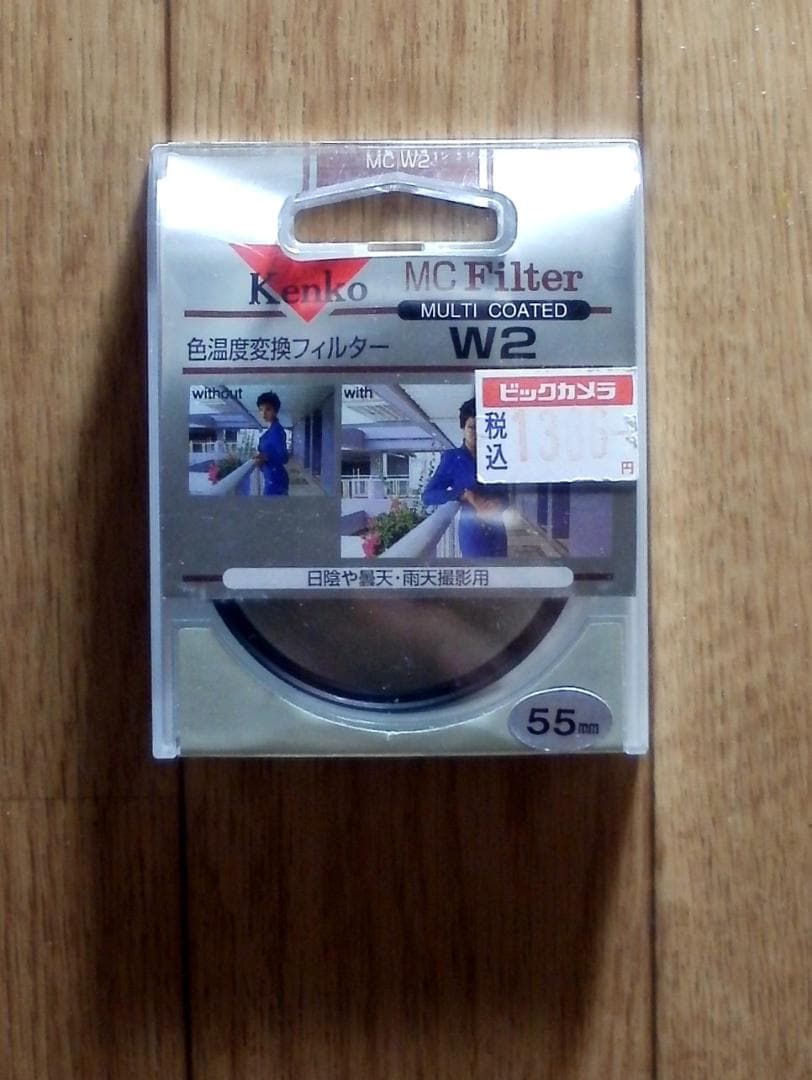 MC W2
Kenko
MC Filter
MULTI COATED
W2
色温度変換フィルター
without
with
ビックカメラ
税込
円
日陰や曇天・雨天撮影用
55mm